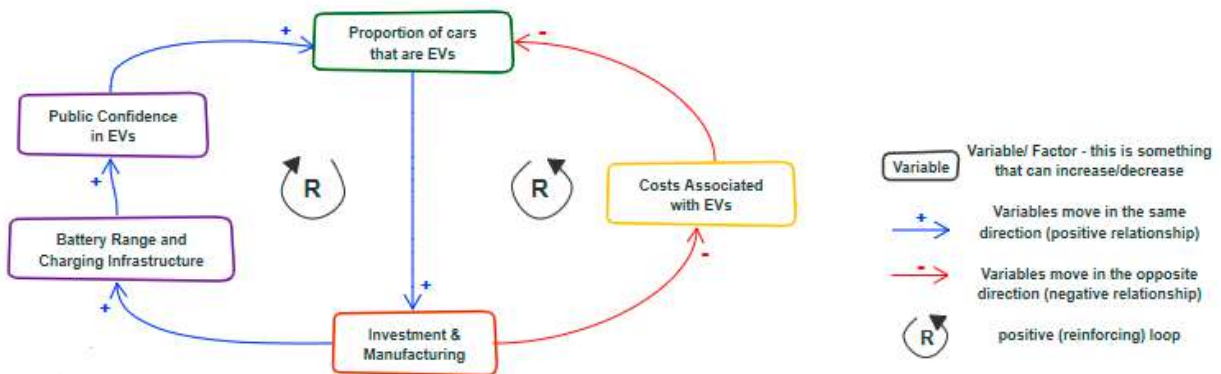 +
Proportion of cars
that are EVs
-
Public Confidence
in EVs
+
R
R
Costs Associated
with EVs
Battery Range and
Charging Infrastructure
+
+
-
Investment &
Manufacturing
Variable
Variable/ Factor - this is something
that can increase/decrease
+
Variables move in the same
direction (positive relationship)
-
Variables move in the opposite
direction (negative relationship)
R
positive (reinforcing) loop